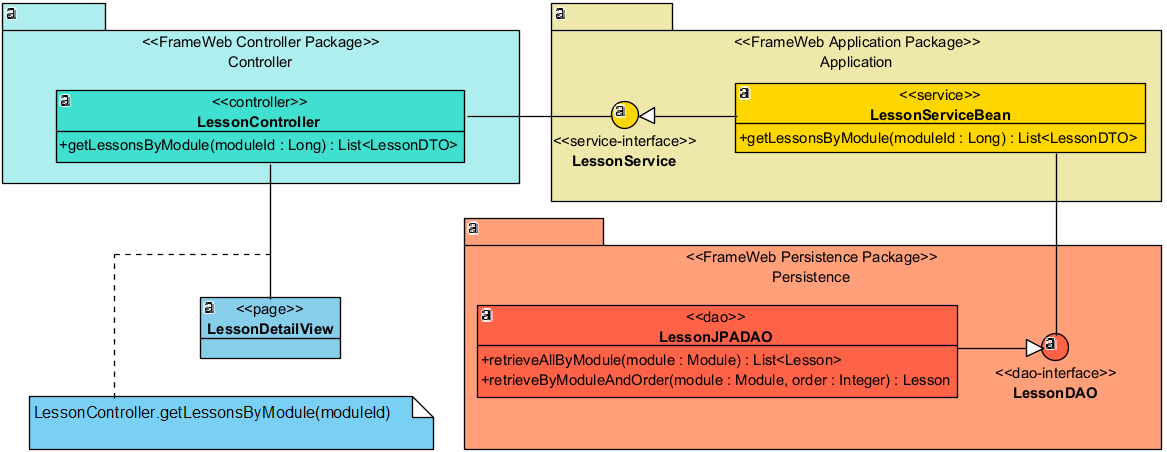 a
<<FrameWeb Controller Package>>
Controller
a
<<controller>>
LessonController
+getLessonsByModule(moduleId : Long) : List<LessonDTO>
a
<<FrameWeb Application Package>>
Application
a
<<service-interface>>
LessonService
a
<<service>>
LessonServiceBean
+getLessonsByModule(moduleId : Long) : List<LessonDTO>
a
<<page>>
LessonDetailView
LessonController.getLessonsByModule(moduleId)
a
<<FrameWeb Persistence Package>>
Persistence
a
<<dao>>
LessonJPADAO
+retrieveAllByModule(module : Module) : List<Lesson>
+retrieveByModuleAndOrder(module : Module, order : Integer) : Lesson
a
<<dao-interface>>
LessonDAO